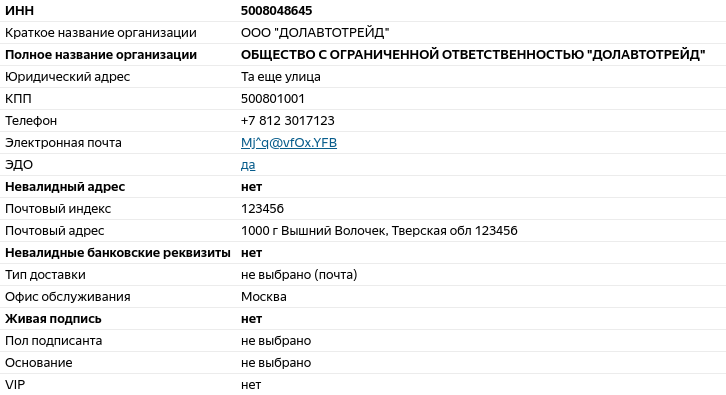 ИНН 5008048645
Краткое название организации ООО "ДОЛАВТОТРЕЙД"
Полное название организации ОБЩЕСТВО С ОГРАНИЧЕННОЙ ОТВЕТСТВЕННОСТЬЮ "ДОЛАВТОТРЕЙД"
Юридический адрес Та еще улица
КПП 500801001
Телефон +7 812 3017123
Электронная почта Mj^q@vfOx.YFB
ЭДО да
Невалидный адрес нет
Почтовый индекс 123456
Почтовый адрес 1000 г Вышний Волочек, Тверская обл 123456
Невалидные банковские реквизиты нет
Тип доставки не выбрано (почта)
Офис обслуживания Москва
Живая подпись нет
Пол подписанта не выбрано
Основание не выбрано
VIP нет